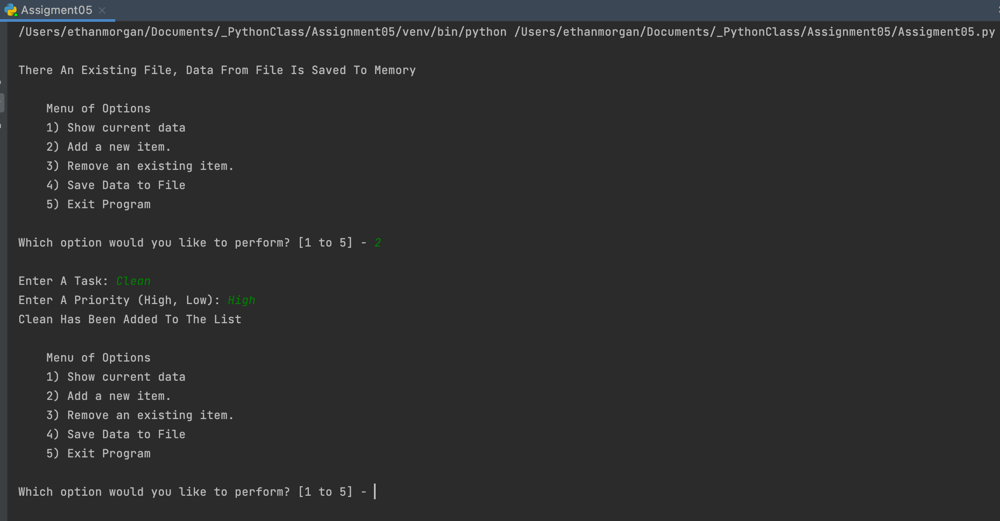 Assigment05
/Users/ethanmorgan/Documents/_PythonClass/Assignment05/venv/bin/python /Users/ethanmorgan/Documents/_PythonClass/Assignment05/Assigment05.py
There An Existing File, Data From File Is Saved To Memory
Menu of Options
1) Show current data
2) Add a new item.
3) Remove an existing item.
4) Save Data to File
5) Exit Program
Which option would you like to perform? [1 to 5] - 2
Enter A Task: Clean
Enter A Priority (High, Low): High
Clean Has Been Added To The List
Menu of Options
1) Show current data
2) Add a new item.
3) Remove an existing item.
4) Save Data to File
5) Exit Program
Which option would you like to perform? [1 to 5] -